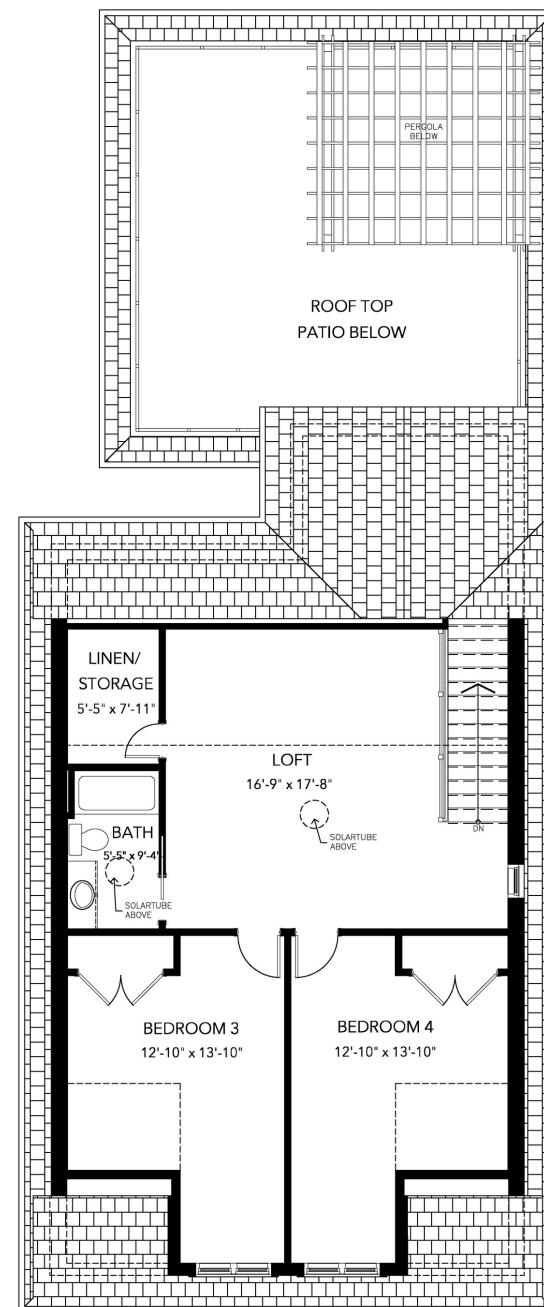 PERGOLA
BELOW
ROOF TOP
PATIO BELOW
LINEN/
STORAGE
5'-5" x 7'-11"
LOFT
16'-9" x 17'-8"
SOLARTUBE
ABOVE
DN
BATH
5'-5" x 9'-4"
SOLARTUBE
ABOVE
BEDROOM 3
12'-10" x 13'-10"
BEDROOM 4
12'-10" x 13'-10"